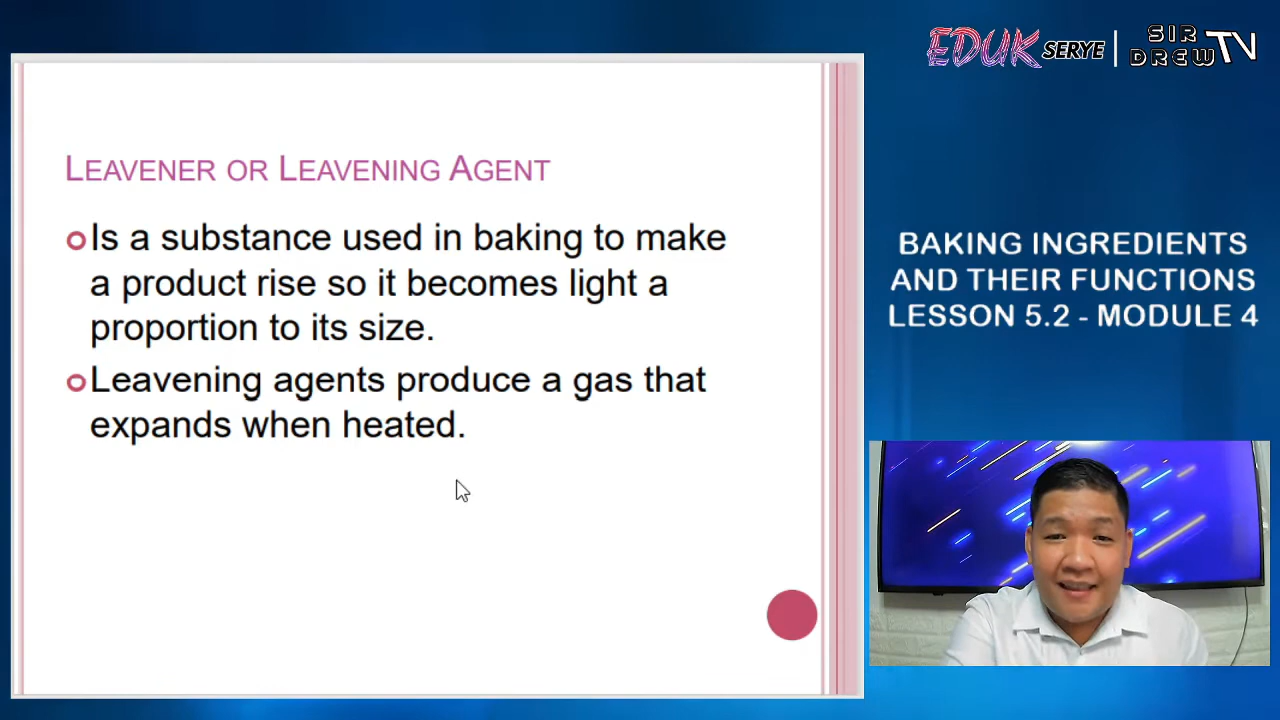 EDUK SERYE | SIR DREW TV
LEAVENER OR LEAVENING AGENT
Is a substance used in baking to make
a product rise so it becomes light a
proportion to its size.
Leavening agents produce a gas that
expands when heated.
BAKING INGREDIENTS
AND THEIR FUNCTIONS
LESSON 5.2 - MODULE 4